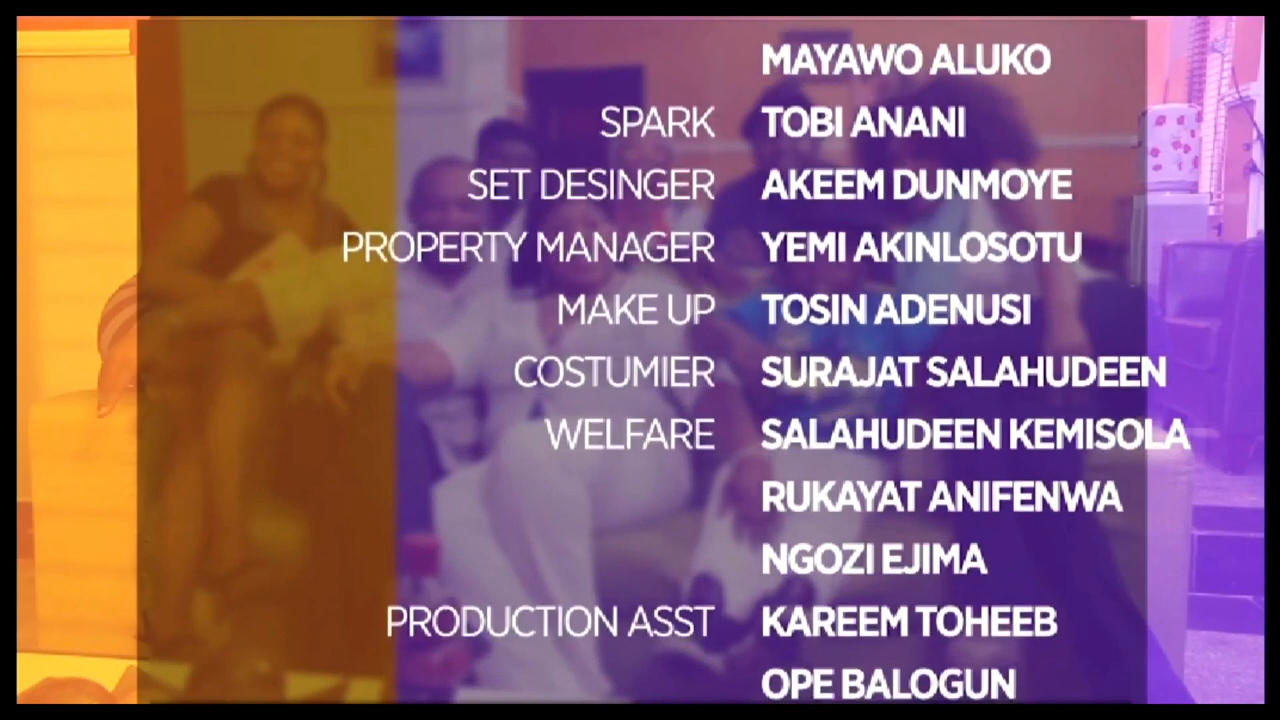 MAYAWO ALUKO
SPARK TOBI ANANI
SET DESINGER AKEEM DUNMOYE
PROPERTY MANAGER YEMI AKINLOSOTU
MAKE UP TOSIN ADENUSI
COSTUMIER SURAJAT SALAHUDEEN
WELFARE SALAHUDEEN KEMISOLA
RUKAYAT ANIFENWA
NGOZI EJIMA
PRODUCTION ASST KAREEM TOHEEB
OPE BALOGUN